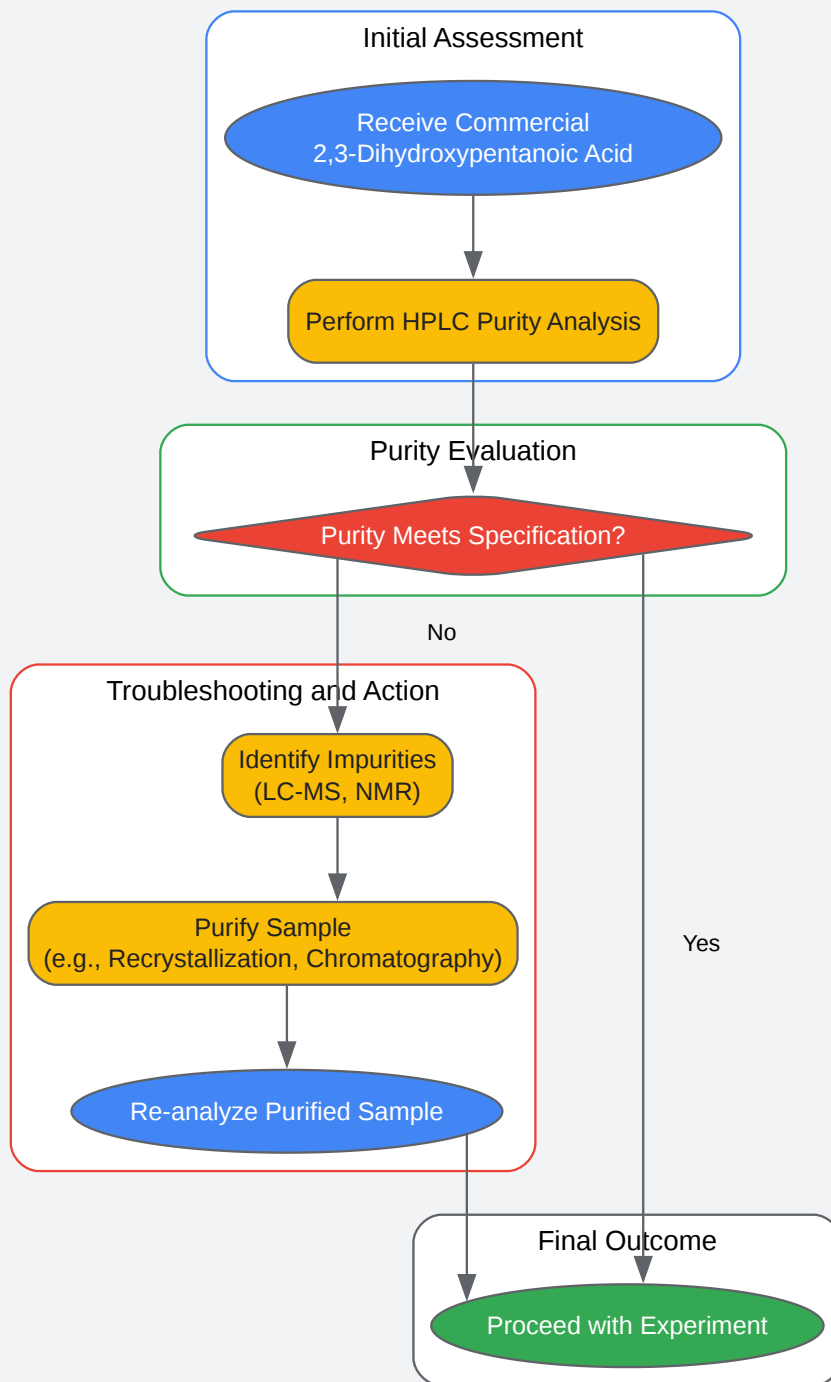 Initial Assessment
Receive Commercial
2,3-Dihydroxypentanoic Acid
Perform HPLC Purity Analysis
Purity Evaluation
Purity Meets Specification?
No
Troubleshooting and Action
Identify Impurities
(LC-MS, NMR)
Purify Sample
(e.g., Recrystallization, Chromatography)
Yes
Re-analyze Purified Sample
Final Outcome
Proceed with Experiment